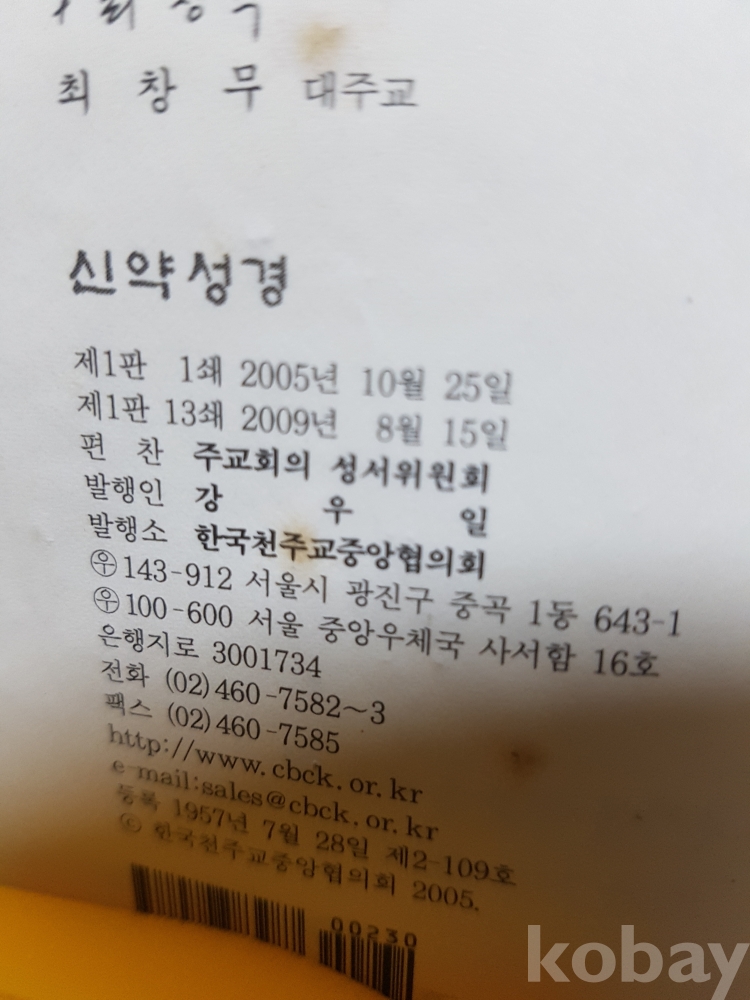 최 창 무 대주교
신약성경
제1판 1쇄 2005년 10월 25일
제1판 13쇄 2009년 8월 15일
편 찬 주교회의 성서위원회
발행인 강 우 일
발행소 한국천주교중앙협의회
㉾143-912 서울시 광진구 중곡 1동 643-1
㉾100-600 서울 중앙우체국 사서함 16호
은행지로 3001734
전화 (02)460-7582~3
팩스 (02)460-7585
http://www.cbck.or.kr
e-mail:sales@cbck.or.kr
등록 1957년 7월 28일 제2-109호
ⓒ 한국천주교중앙협의회 2005.
00230
kobay